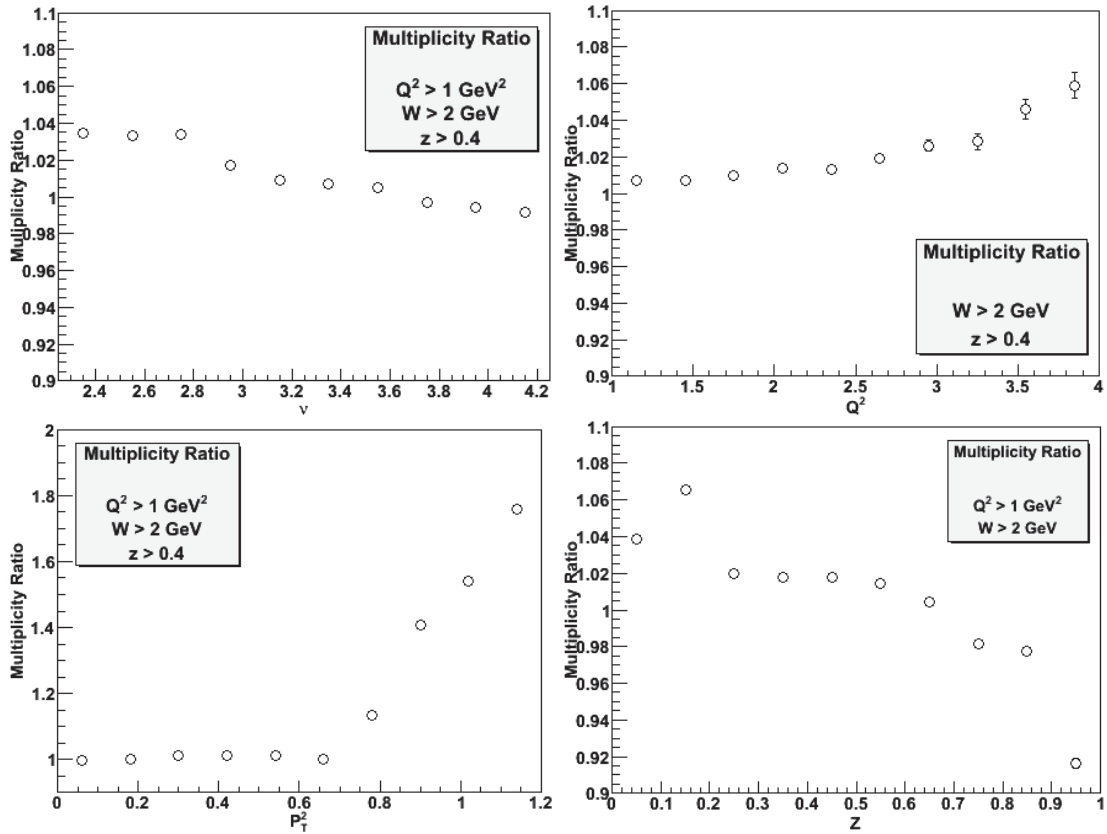 1.1
1.08
1.06
1.04
1.02
1
0.98
0.96
0.94
0.92
0.9
Muliplicity Ratio
Multiplicity Ratio
Q² > 1 GeV²
W > 2 GeV
z > 0.4
2.4 2.6 2.8 3 3.2 3.4 3.6 3.8 4 4.2
ν
1.1
1.08
1.06
1.04
1.02
1
0.98
0.96
0.94
0.92
0.9
Multiplicity Ratio
Multiplicity Ratio
W > 2 GeV
z > 0.4
1 1.5 2 2.5 3 3.5 4
Q²
2
1.8
1.6
1.4
1.2
1
Multiplicity Ratio
Multiplicity Ratio
Q² > 1 GeV²
W > 2 GeV
z > 0.4
0 0.2 0.4 0.6 0.8 1 1.2
P_T²
1.1
1.08
1.06
1.04
1.02
1
0.98
0.96
0.94
0.92
0.9
Multiplicity Ratio
Multiplicity Ratio
Q² > 1 GeV²
W > 2 GeV
0 0.1 0.2 0.3 0.4 0.5 0.6 0.7 0.8 0.9 1
Z